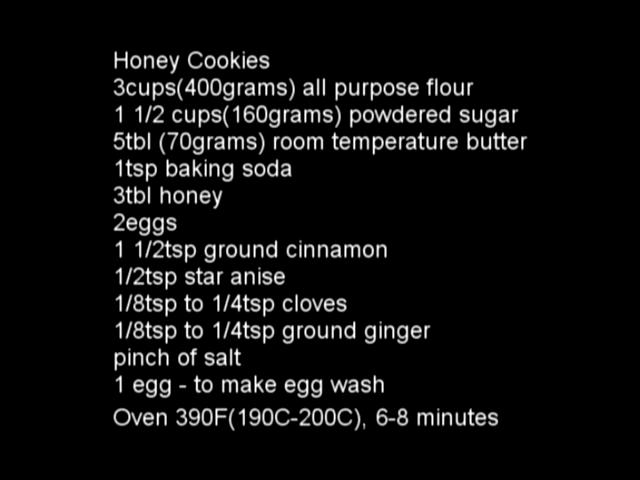 Honey Cookies
3cups(400grams) all purpose flour
1 1/2 cups(160grams) powdered sugar
5tbl (70grams) room temperature butter
1tsp baking soda
3tbl honey
2eggs
1 1/2tsp ground cinnamon
1/2tsp star anise
1/8tsp to 1/4tsp cloves
1/8tsp to 1/4tsp ground ginger
pinch of salt
1 egg - to make egg wash
Oven 390F(190C-200C), 6-8 minutes